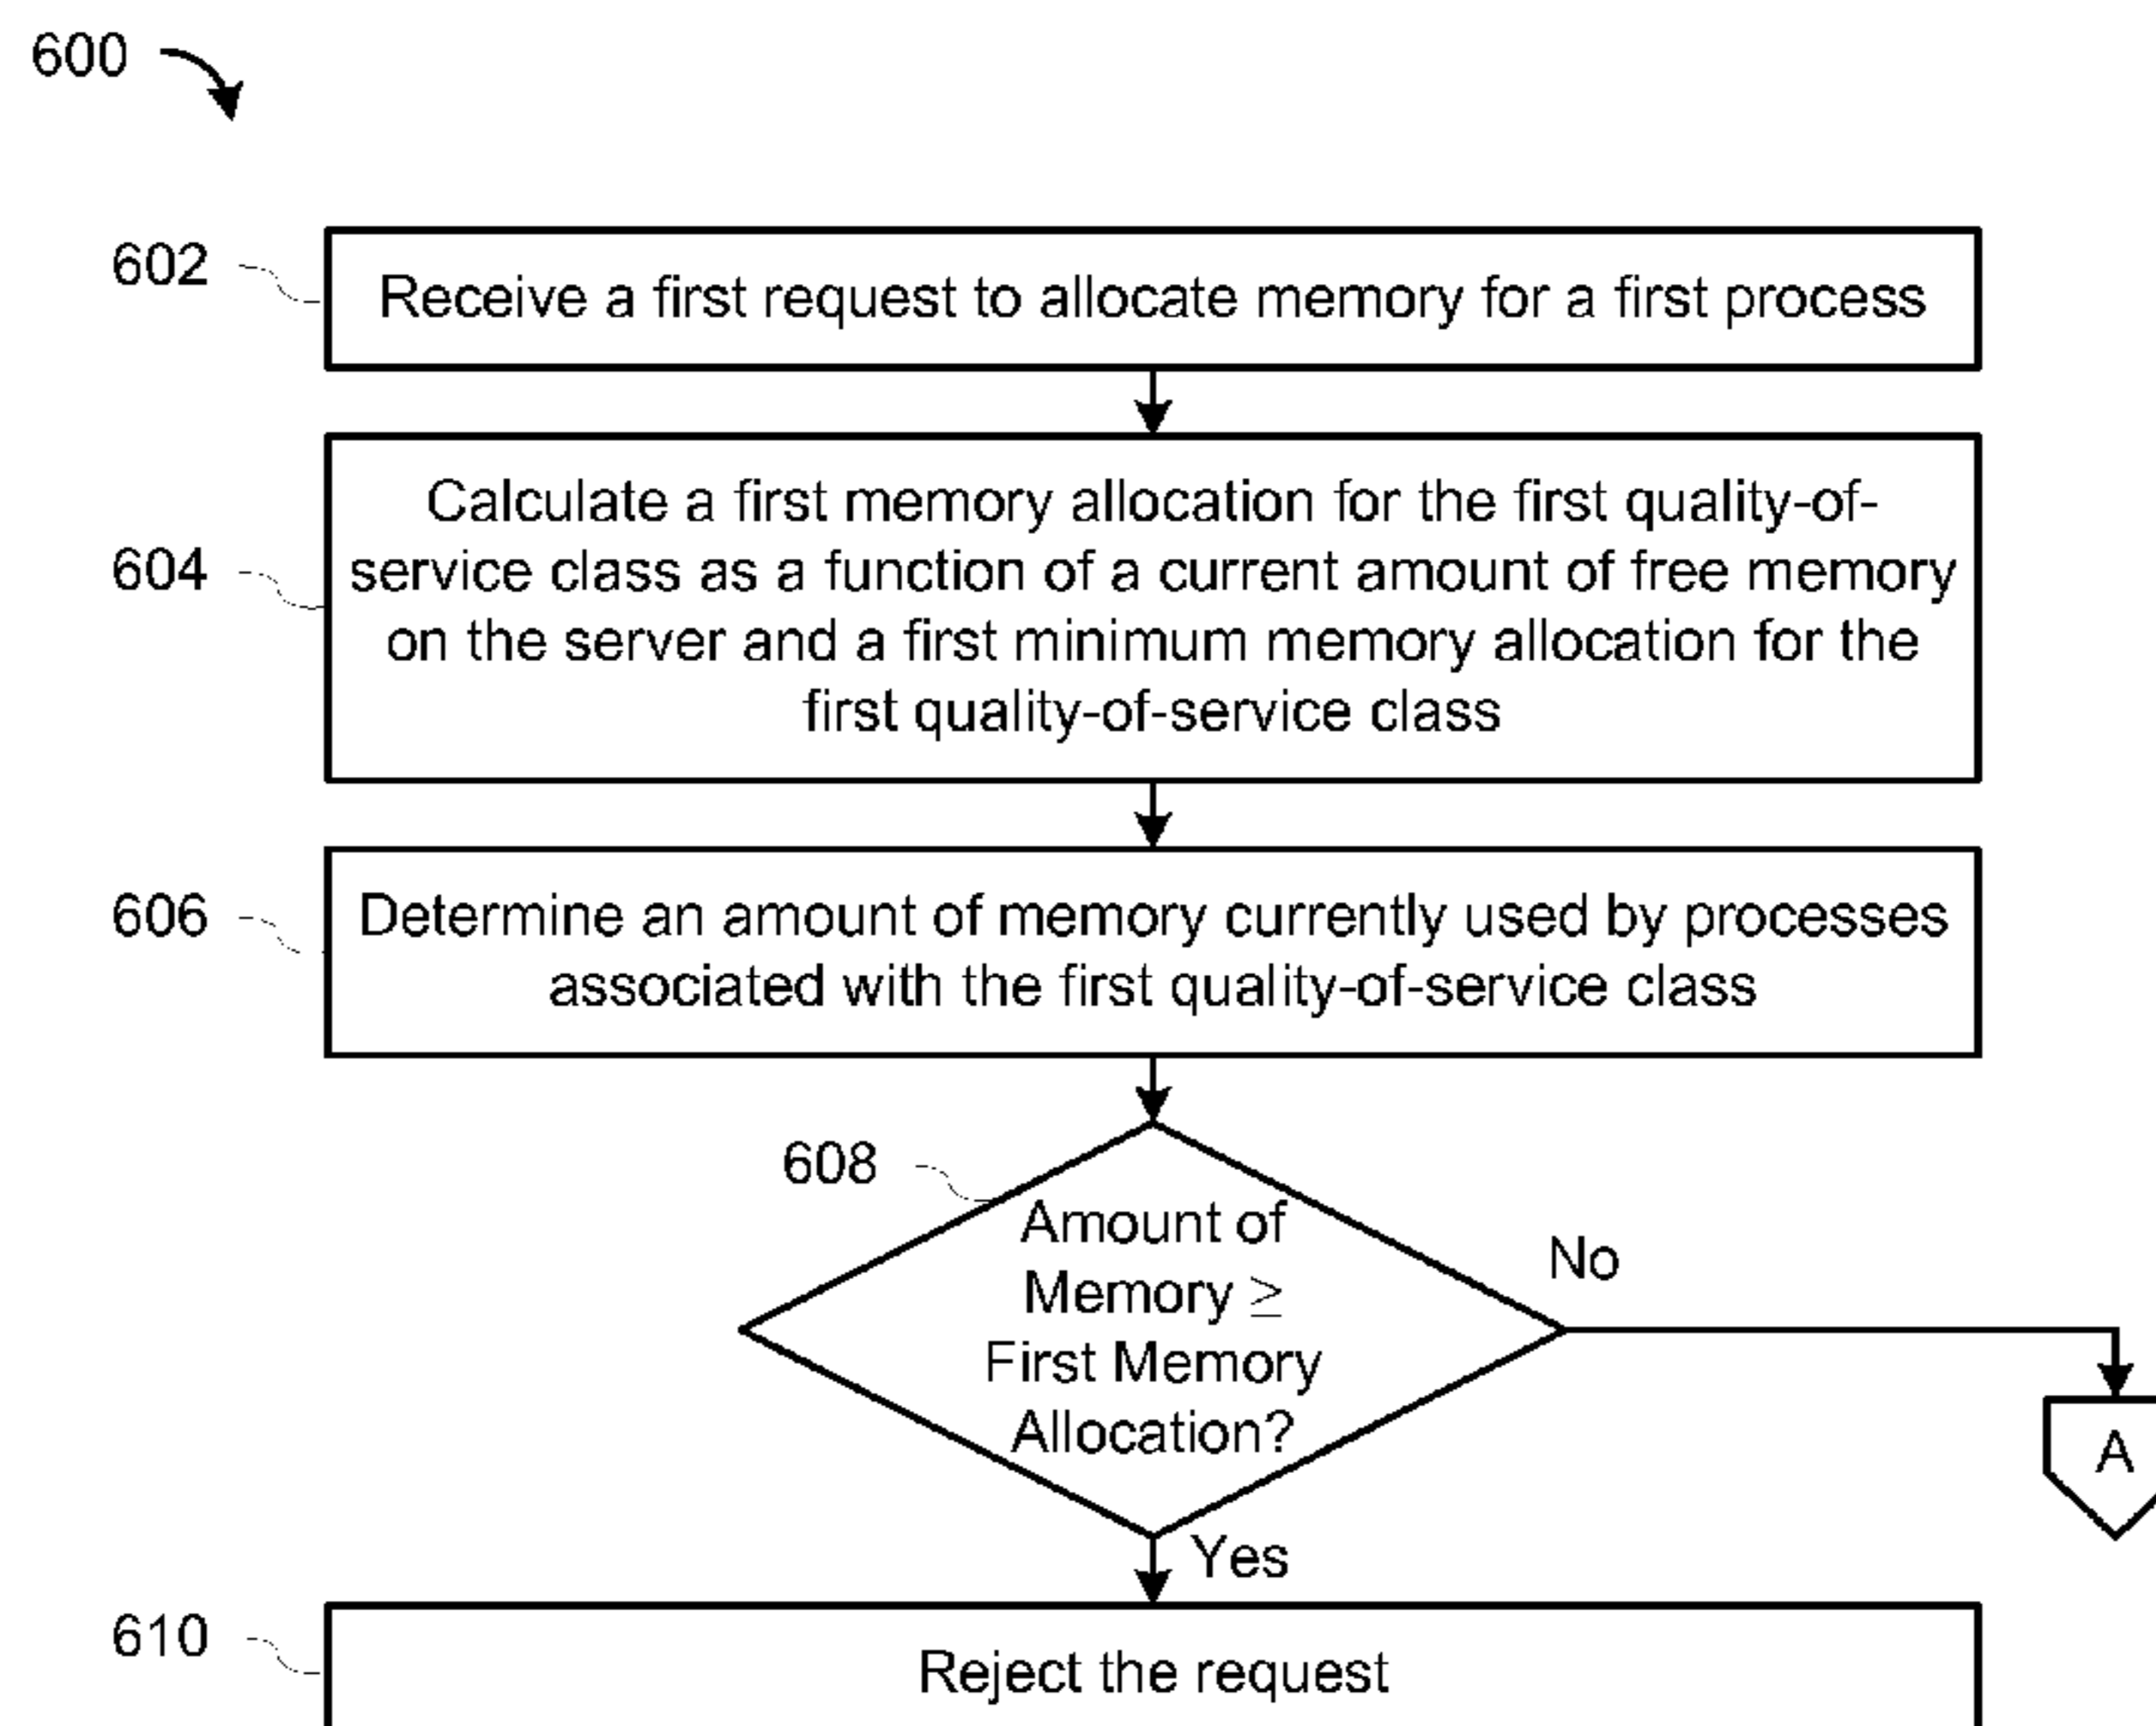 600
602
Receive a first request to allocate memory for a first process
604
Calculate a first memory allocation for the first quality-of-
service class as a function of a current amount of free memory
on the server and a first minimum memory allocation for the
first quality-of-service class
606
Determine an amount of memory currently used by processes
associated with the first quality-of-service class
608
Amount of
Memory ≥
First Memory
Allocation?
No
A
Yes
610
Reject the request